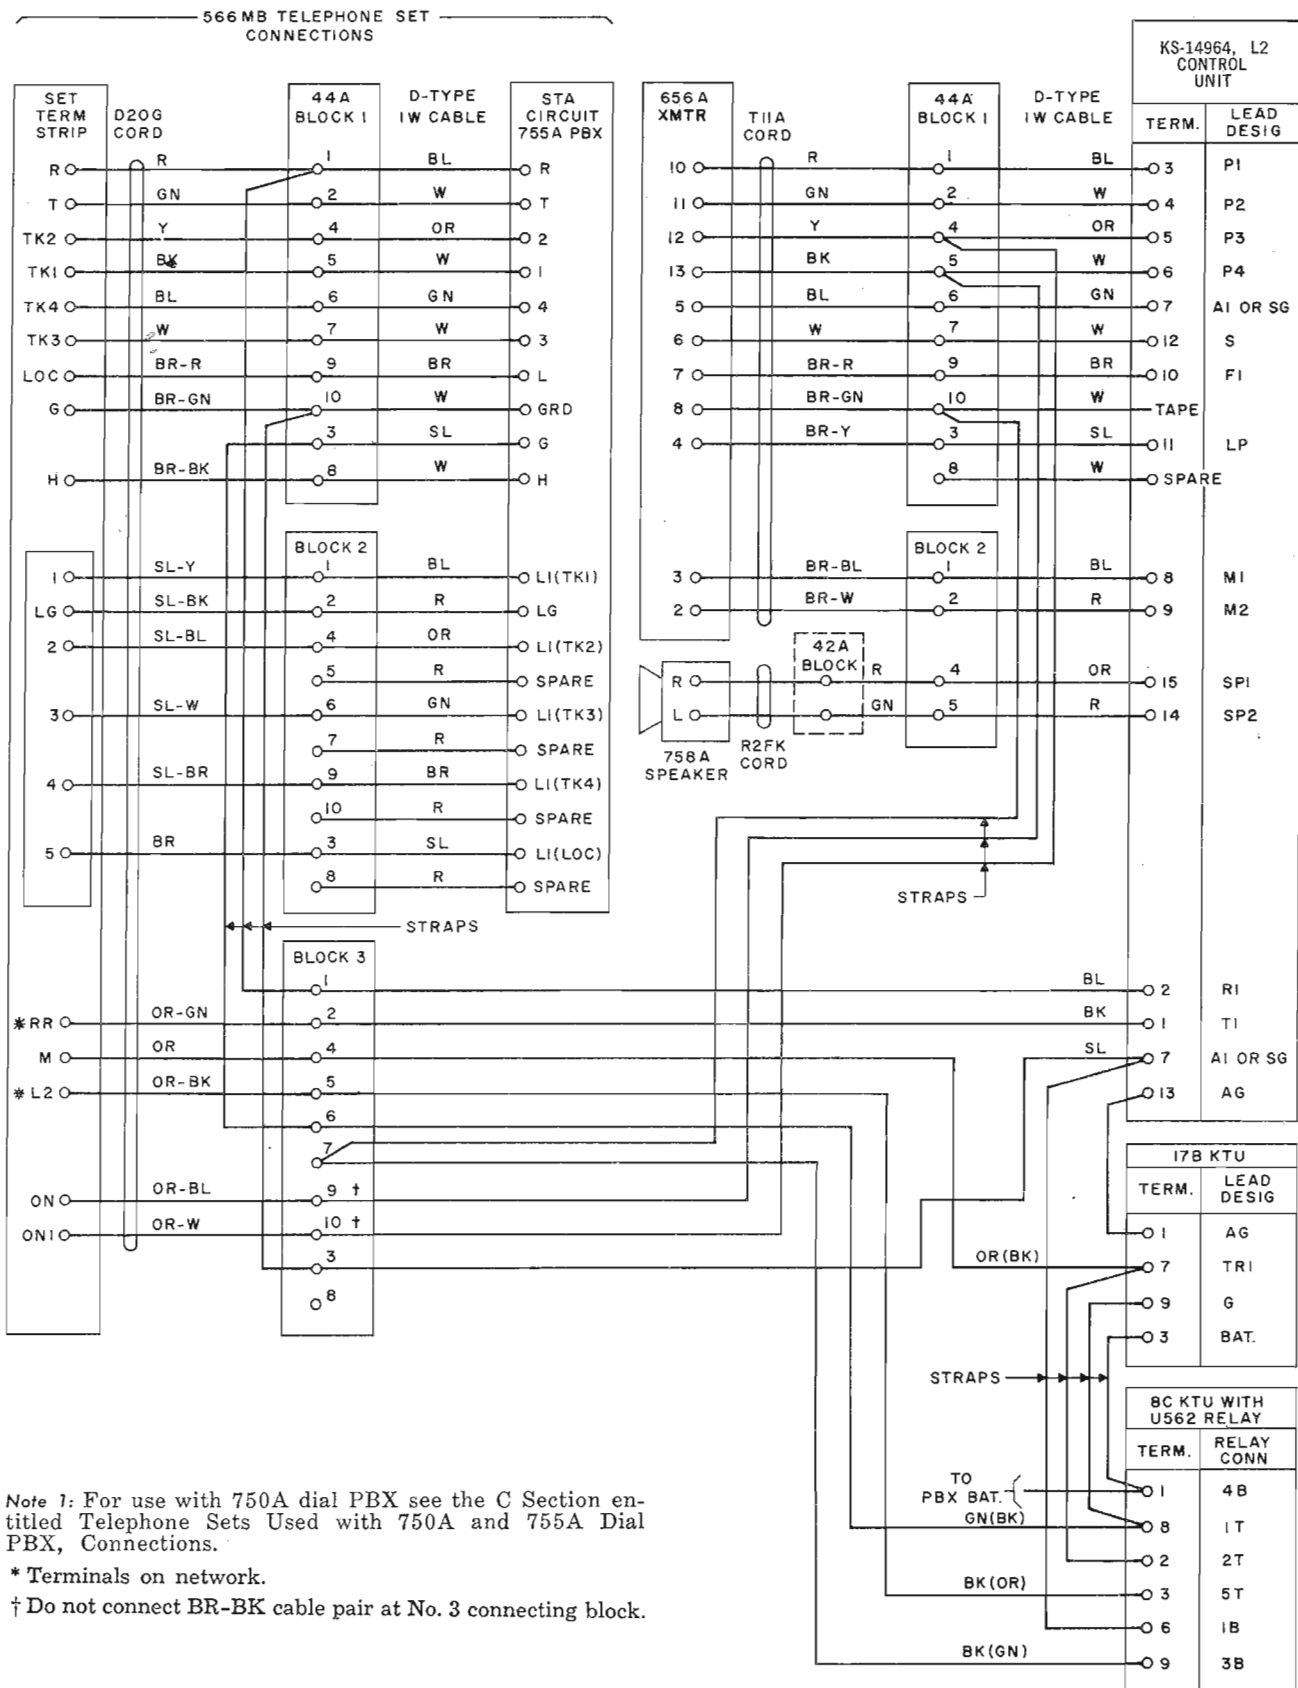 566 MB TELEPHONE SET
CONNECTIONS
SET
TERM
STRIP
D20G
CORD
44A
BLOCK 1
D-TYPE
IW CABLE
STA
CIRCUIT
755A PBX
R R 1 BL R
T GN 2 W T
TK2 Y 4 OR 2
TK1 BK 5 W 1
TK4 BL 6 GN 4
TK3 W 7 W 3
LOC BR-R 9 BR L
G BR-GN 10 W GRD
3 SL G
H BR-BK 8 W H
BLOCK 2
1 SL-Y 1 BL L1(TK1)
LG SL-BK 2 R LG
2 SL-BL 4 OR L1(TK2)
5 R SPARE
3 SL-W 6 GN L1(TK3)
7 R SPARE
4 SL-BR 9 BR L1(TK4)
10 R SPARE
5 BR 3 SL L1(LOC)
8 R SPARE
STRAPS
656A
XMTR
T11A
CORD
44A
BLOCK 1
D-TYPE
IW CABLE
KS-14964, L2
CONTROL
UNIT
TERM.
LEAD
DESIG
10 R 1 BL 3 P1
11 GN 2 W 4 P2
12 Y 4 OR 5 P3
13 BK 5 W 6 P4
5 BL 6 GN 7 A1 OR SG
6 W 7 W 12 S
7 BR-R 9 BR 10 F1
8 BR-GN 10 W TAPE
4 BR-Y 3 SL 11 LP
8 W SPARE
BLOCK 2
3 BR-BL 1 BL 8 M1
2 BR-W 2 R 9 M2
42A
BLOCK
R R 4 OR 15 SP1
L GN 5 R 14 SP2
758A
SPEAKER
R2FK
CORD
STRAPS
BLOCK 3
1 BL 2 R1
*RR OR-GN 2 BK 1 T1
M OR 4 SL 7 A1 OR SG
*L2 OR-BK 5 13 AG
6
7
ON OR-BL 9 †
ON1 OR-W 10 †
3
8
17B KTU
TERM.
LEAD
DESIG
1 AG
OR(BK) 7 TR1
9 G
3 BAT.
STRAPS
8C KTU WITH
U562 RELAY
TERM.
RELAY
CONN
TO
PBX BAT. 1 4B
GN(BK) 8 1T
2 2T
BK(OR) 3 5T
6 1B
BK(GN) 9 3B
Note 1: For use with 750A dial PBX see the C Section en-
titled Telephone Sets Used with 750A and 755A Dial
PBX, Connections.
* Terminals on network.
† Do not connect BR-BK cable pair at No. 3 connecting block.